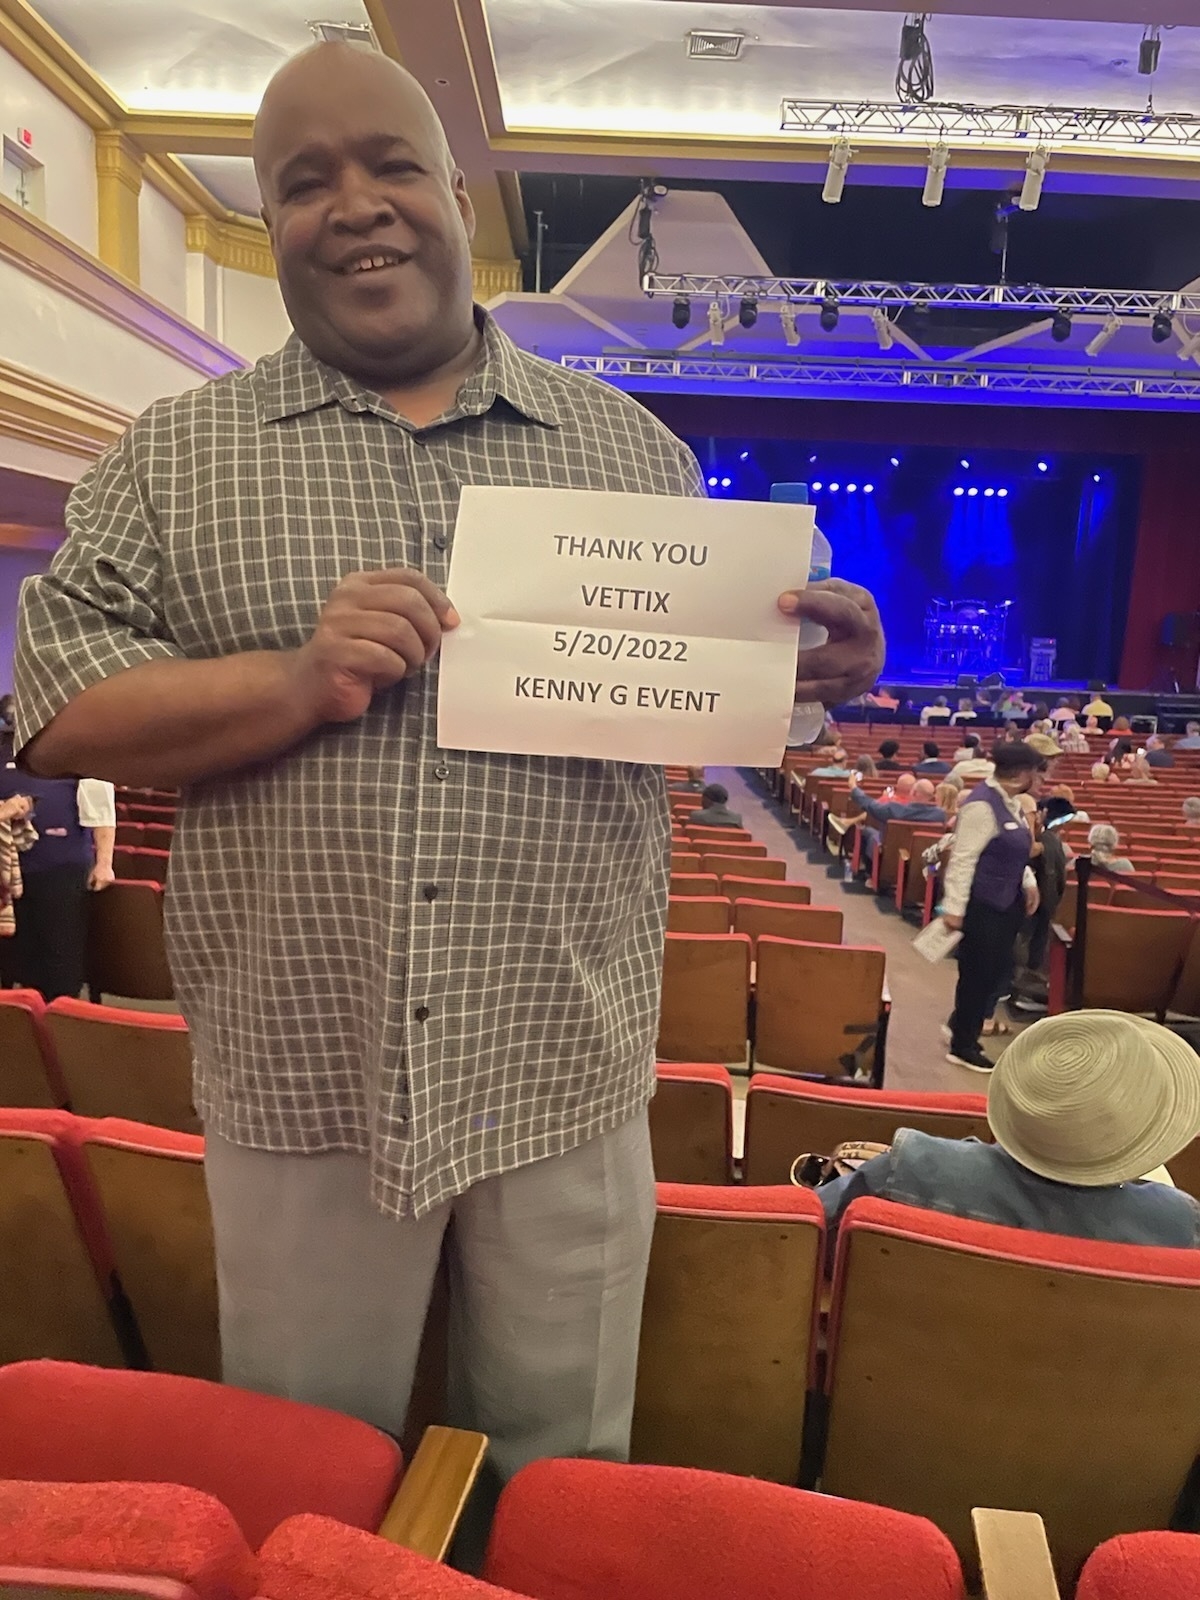 THANK YOU
VETTIX
5/20/2022
KENNY G EVENT